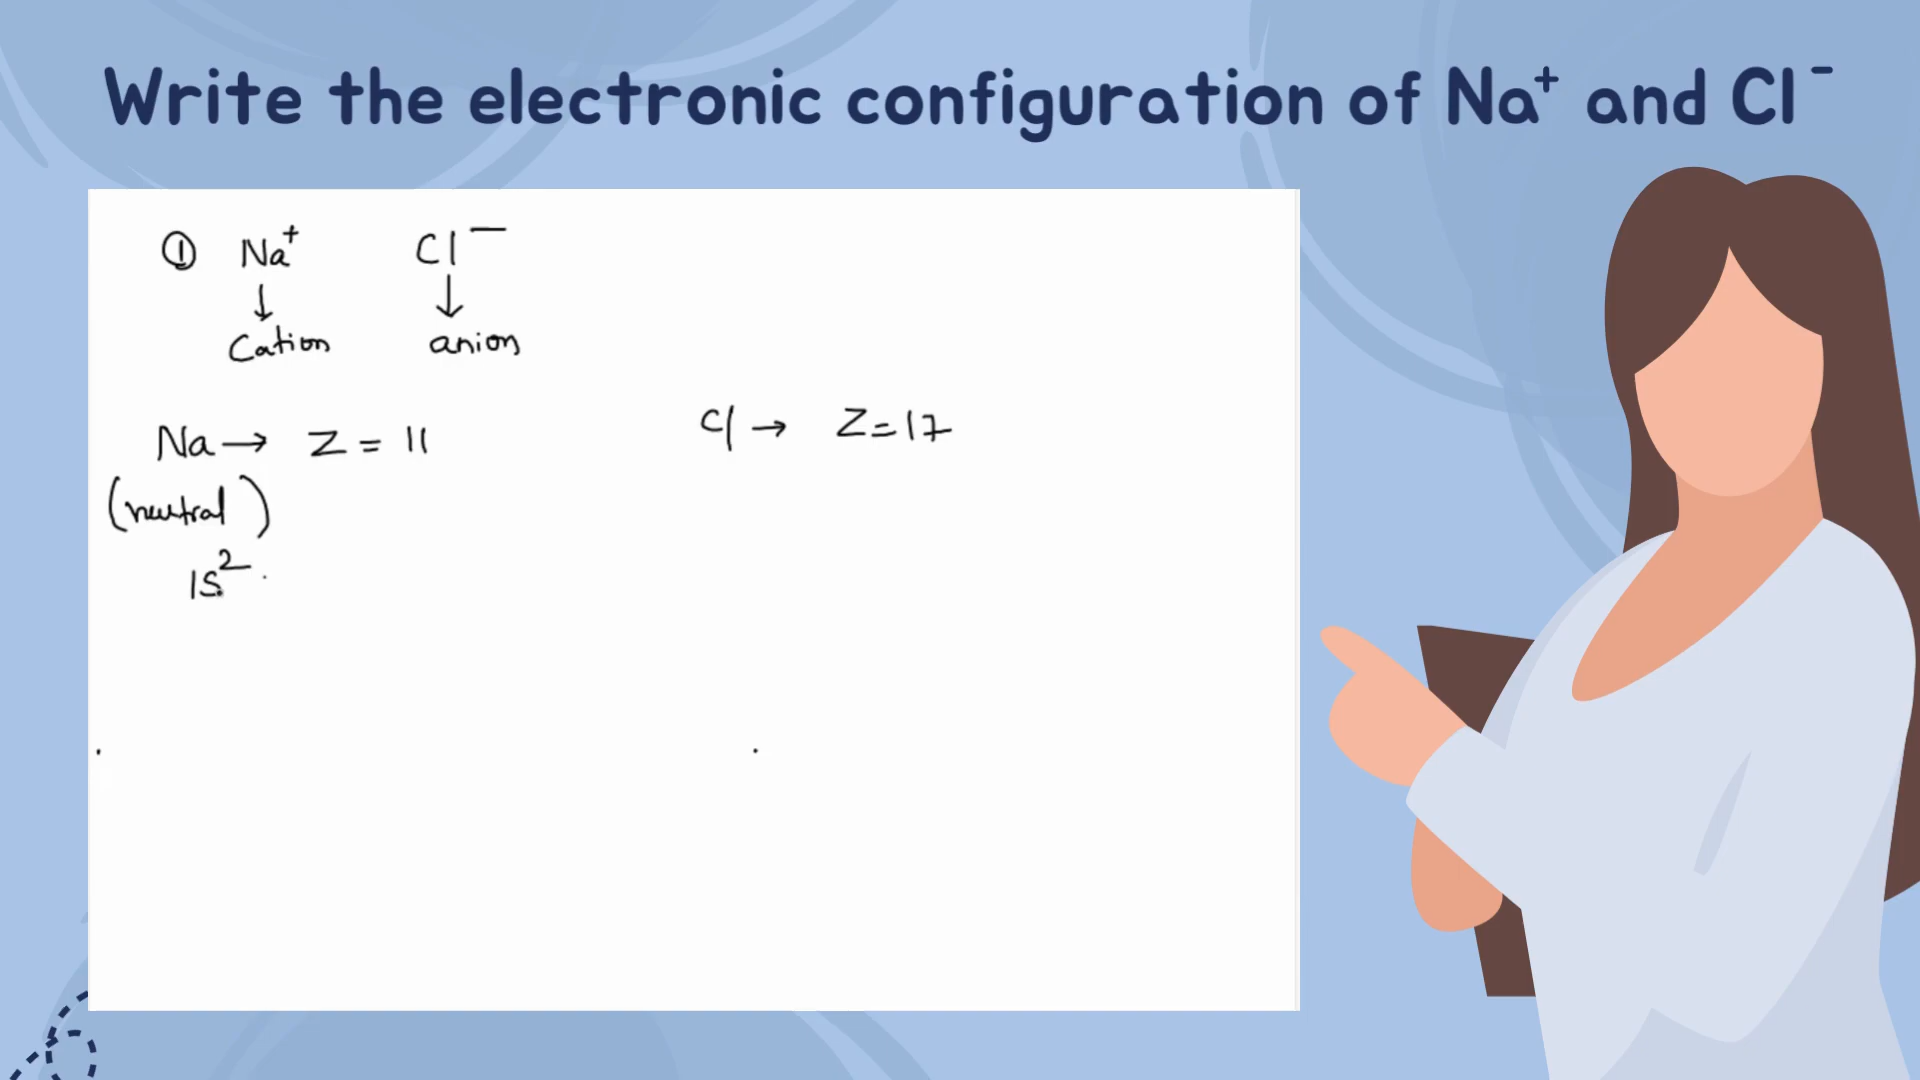 Write the electronic configuration of Na⁺ and Cl⁻
① Na⁺ Cl⁻
↓ ↓
Cation anion
Na → Z = 11 Cl → Z = 17
(neutral)
1s²